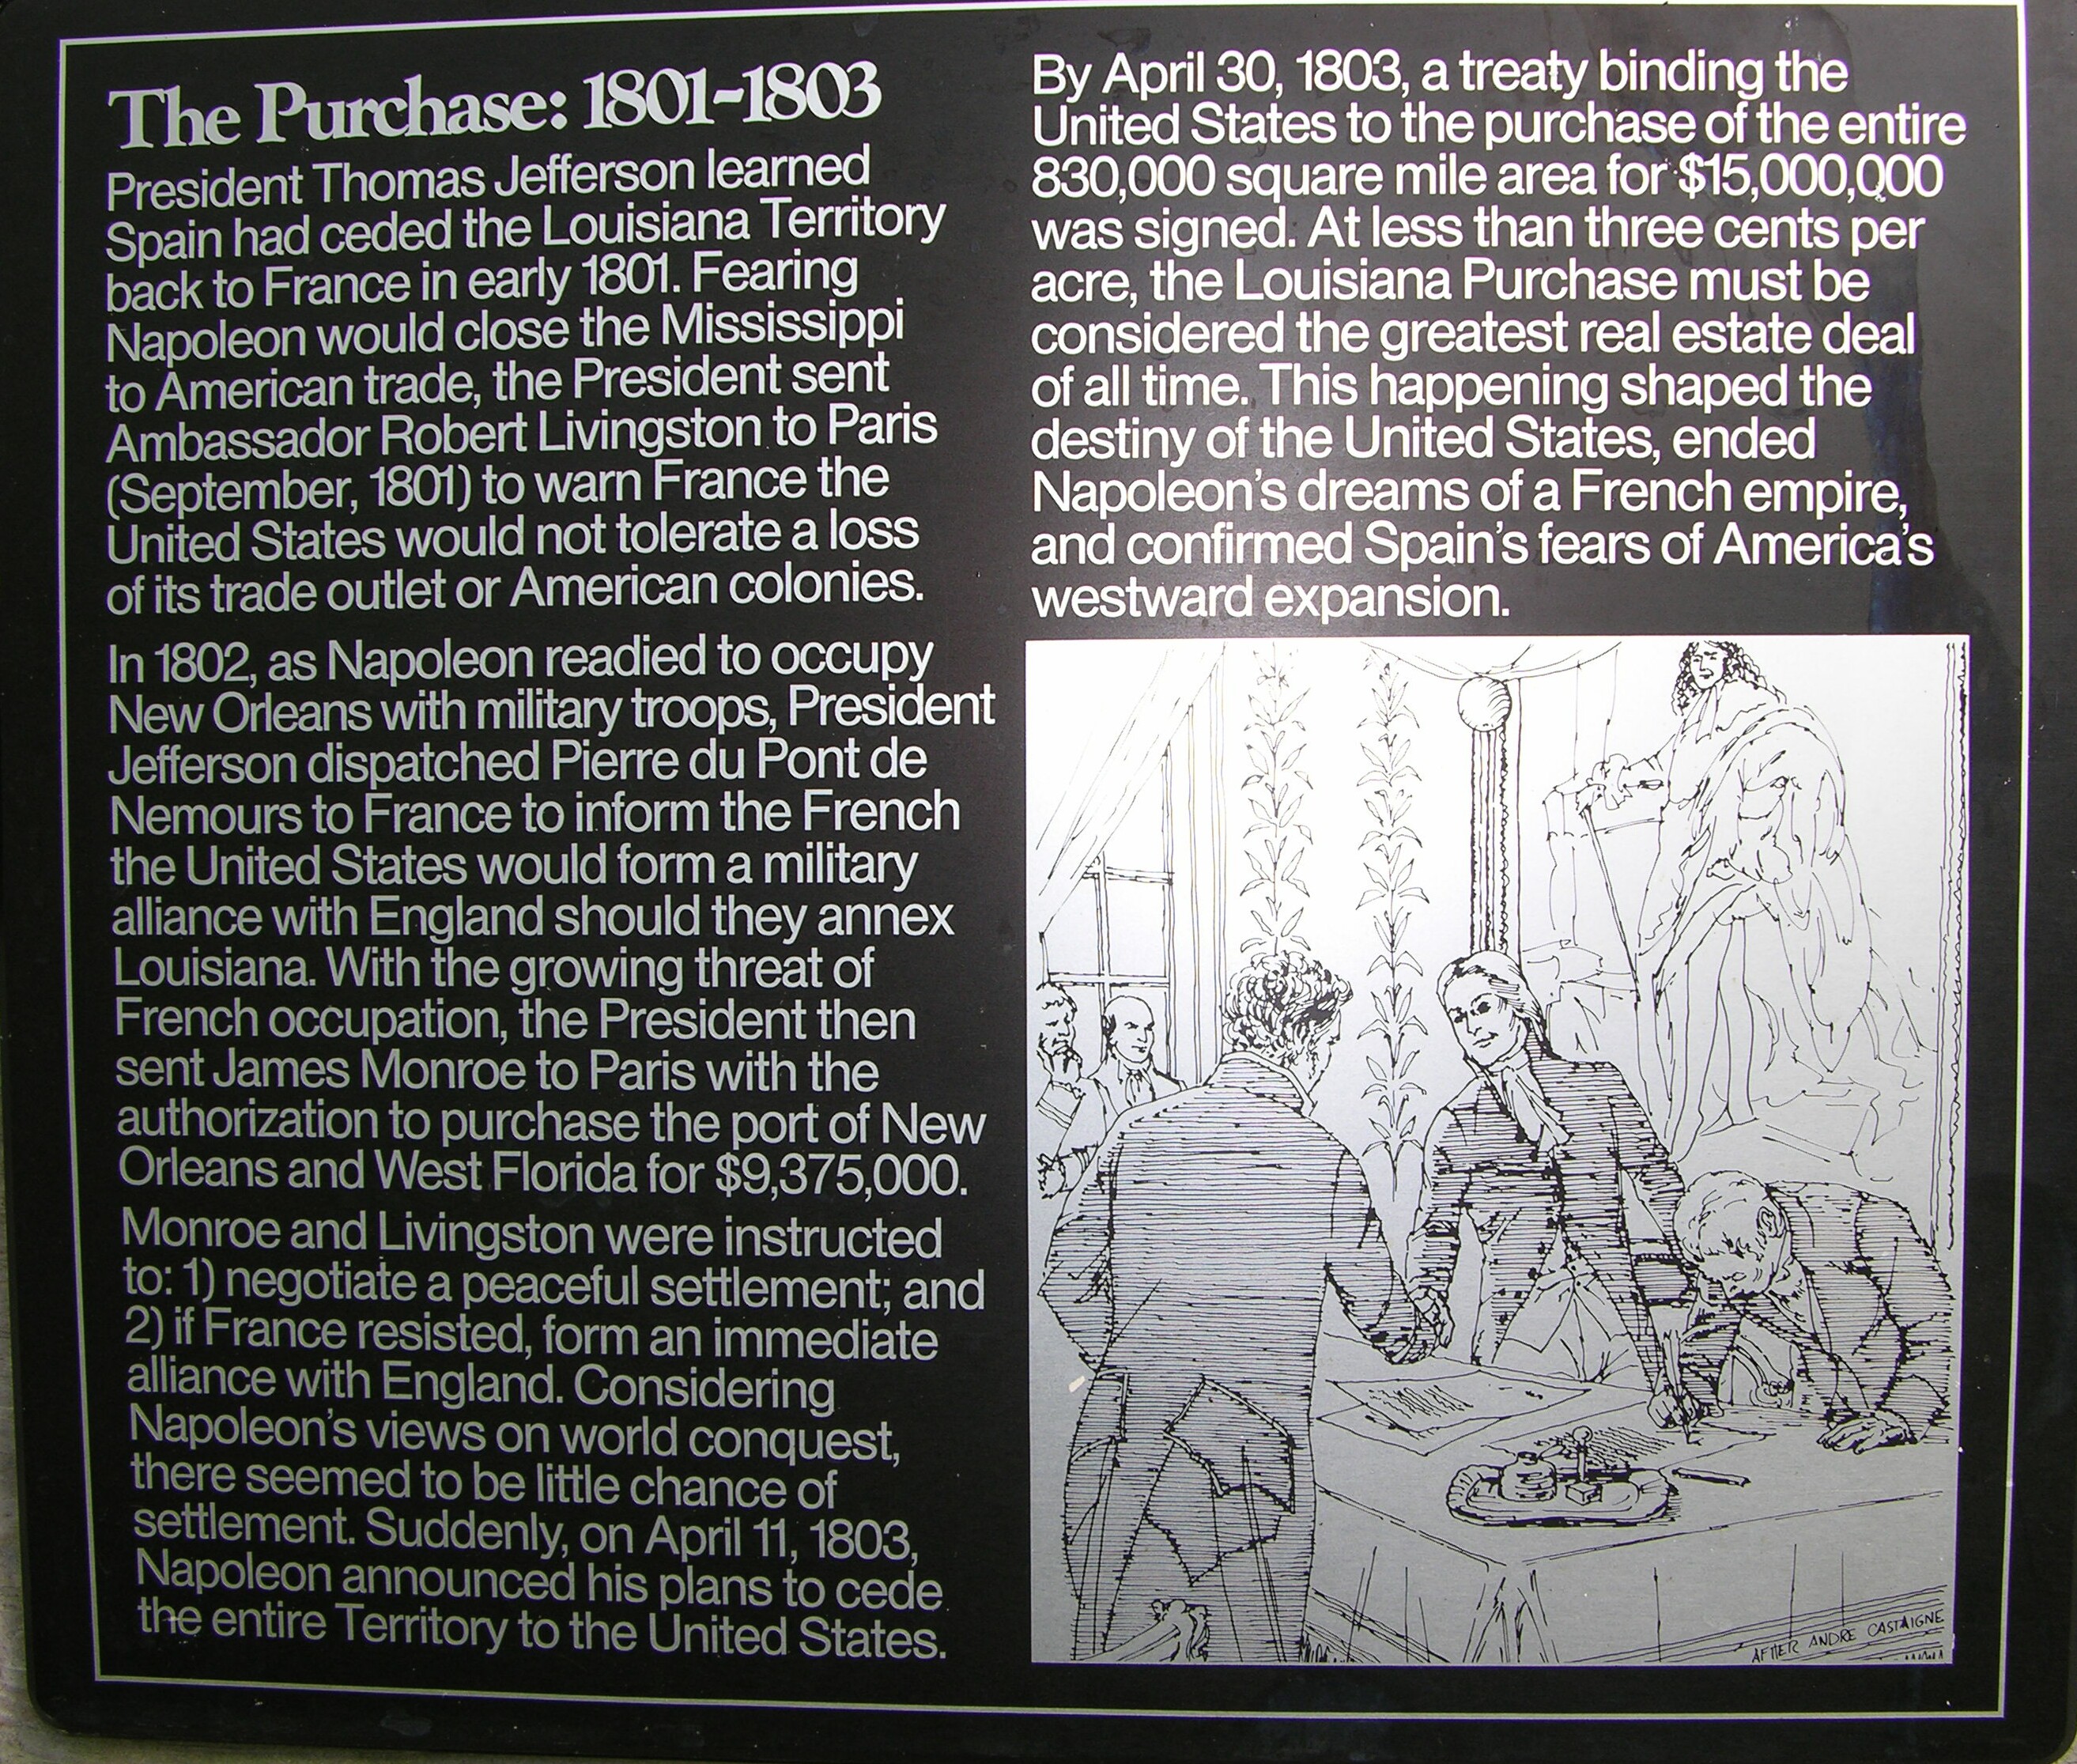 The Purchase: 1801-1803
President Thomas Jefferson learned
Spain had ceded the Louisiana Territory
back to France in early 1801. Fearing
Napoleon would close the Mississippi
to American trade, the President sent
Ambassador Robert Livingston to Paris
(September, 1801) to warn France the
United States would not tolerate a loss
of its trade outlet or American colonies.
In 1802, as Napoleon readied to occupy
New Orleans with military troops, President
Jefferson dispatched Pierre du Pont de
Nemours to France to inform the French
the United States would form a military
alliance with England should they annex
Louisiana. With the growing threat of
French occupation, the President then
sent James Monroe to Paris with the
authorization to purchase the port of New
Orleans and West Florida for $9,375,000.
Monroe and Livingston were instructed
to: 1) negotiate a peaceful settlement; and
2) if France resisted, form an immediate
alliance with England. Considering
Napoleon's views on world conquest,
there seemed to be little chance of
settlement. Suddenly, on April 11, 1803,
Napoleon announced his plans to cede
the entire Territory to the United States.
By April 30, 1803, a treaty binding the
United States to the purchase of the entire
830,000 square mile area for $15,000,000
was signed. At less than three cents per
acre, the Louisiana Purchase must be
considered the greatest real estate deal
of all time. This happening shaped the
destiny of the United States, ended
Napoleon's dreams of a French empire,
and confirmed Spain's fears of America's
westward expansion.
AFTER ANDRE CASTAIGNE